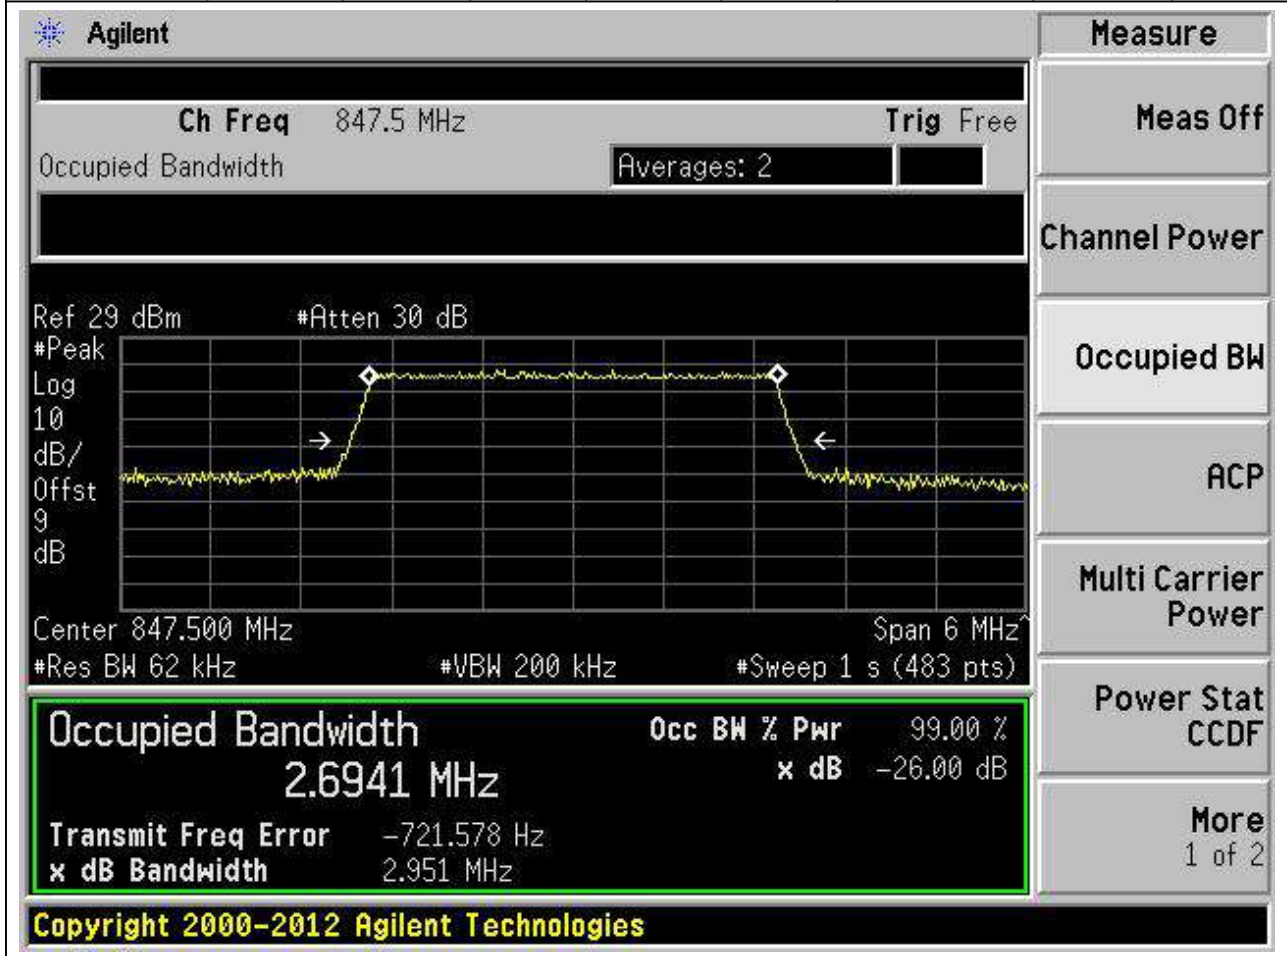 Agilent
Measure
Ch Freq 847.5 MHz Trig Free
Occupied Bandwidth Averages: 2
Meas Off
Channel Power
Occupied BW
ACP
Multi Carrier
Power
Power Stat
CCDF
More
1 of 2
Ref 29 dBm #Atten 30 dB
#Peak
Log
10
dB/
Offst
9
dB
Center 847.500 MHz Span 6 MHz^
#Res BW 62 kHz #VBW 200 kHz #Sweep 1 s (483 pts)
Occupied Bandwidth Occ BW % Pwr 99.00 %
2.6941 MHz x dB -26.00 dB
Transmit Freq Error -721.578 Hz
x dB Bandwidth 2.951 MHz
Copyright 2000-2012 Agilent Technologies